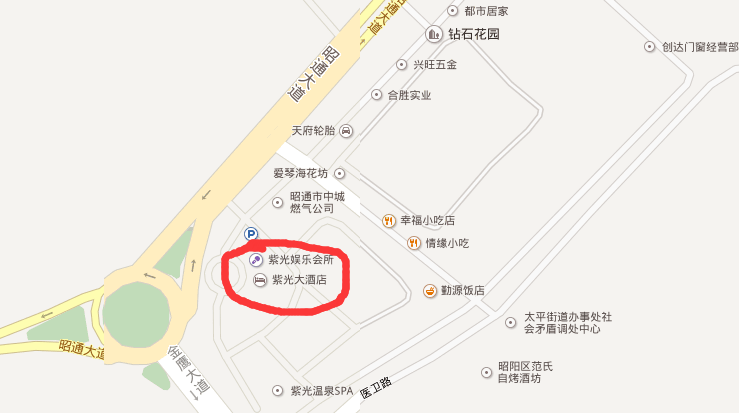 都市居家
昭通大道
钻石花园
创达门窗经营部
昭通大道
兴旺五金
合胜实业
天府轮胎
爱琴海花坊
昭通市中城
燃气公司
幸福小吃店
P
情缘小吃
紫光娱乐会所
紫光大酒店
勤源饭店
太平街道办事处社
会矛盾调处中心
昭通大道
金鹰大道
昭阳区范氏
自烤酒坊
紫光温泉SPA
医卫路